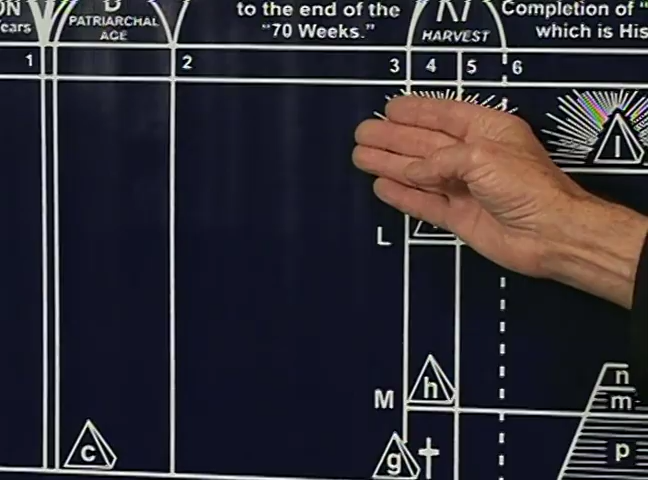 ON
ears
PATRIARCHAL
AGE
to the end of the
"70 Weeks."
HARVEST
Completion of "
which is His
1
2
3
4
5
6
l
L
h
M
c
g
n
m
p